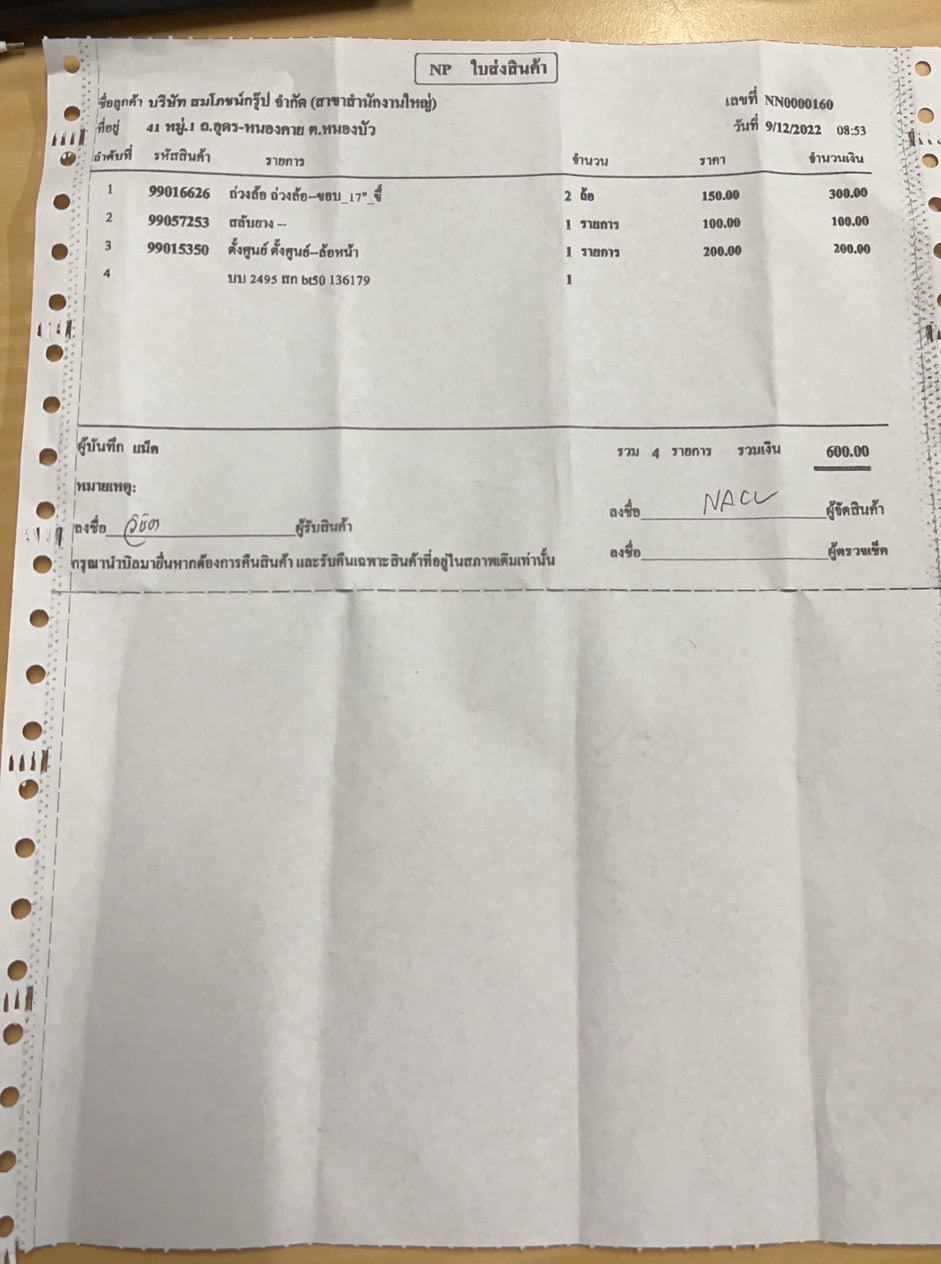 NP ใบส่งสินค้า
ชื่อลูกค้า บริษัท สมโภชน์กรุ๊ป จำกัด (สาขาสำนักงานใหญ่) เลขที่ NN0000160
ที่อยู่ 41 หมู่.1 ถ.อุดร-หนองคาย ต.หนองบัว วันที่ 9/12/2022 08:53
ลำดับที่ รหัสสินค้า รายการ จำนวน ราคา จำนวนเงิน
1 99016626 ถ่วงล้อ ถ่วงล้อ--ขอบ_17"_ขี้ 2 ล้อ 150.00 300.00
2 99057253 สลับยาง -- 1 รายการ 100.00 100.00
3 99015350 ตั้งศูนย์ ตั้งศูนย์--ล้อหน้า 1 รายการ 200.00 200.00
4 บบ 2495 สก bt50 136179 1
ผู้บันทึก แน็ค รวม 4 รายการ รวมเงิน 600.00
หมายเหตุ:
ลงชื่อ ผู้รับสินค้า ลงชื่อ ผู้จัดสินค้า
กรุณานำบิลมายื่นหากต้องการคืนสินค้า และรับคืนเฉพาะสินค้าที่อยู่ในสภาพเดิมเท่านั้น ลงชื่อ ผู้ตรวจเช็ค